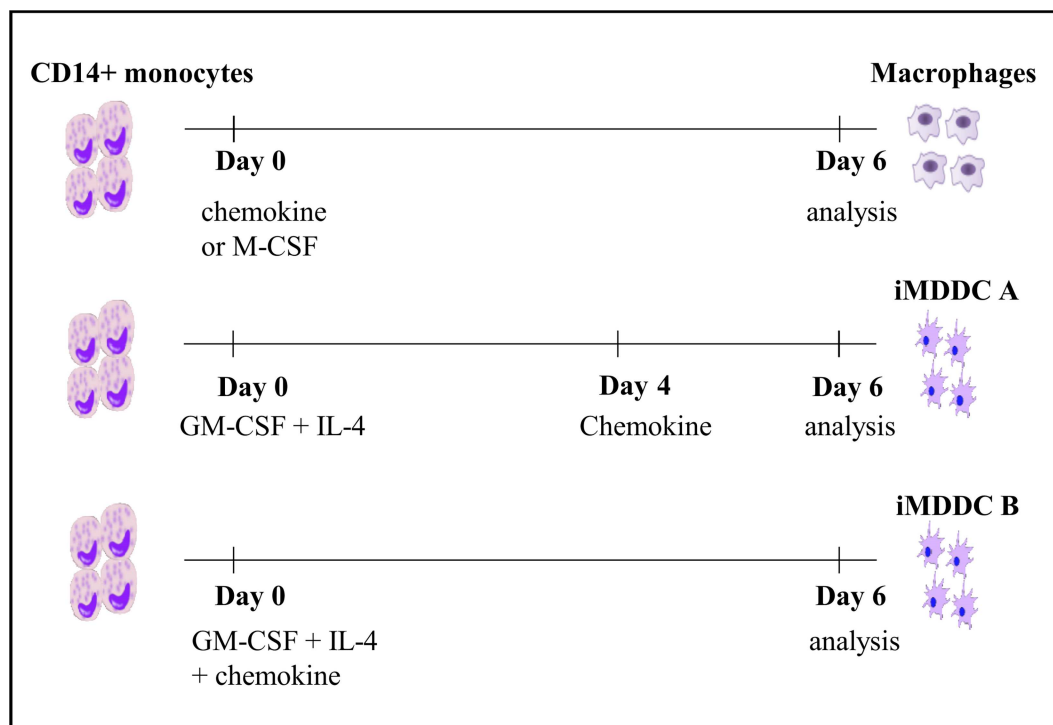 CD14+ monocytes
Macrophages
Day 0
Day 6
chemokine
or M-CSF
analysis
iMDDC A
Day 0
Day 4
Day 6
GM-CSF + IL-4
Chemokine
analysis
iMDDC B
Day 0
Day 6
GM-CSF + IL-4
+ chemokine
analysis